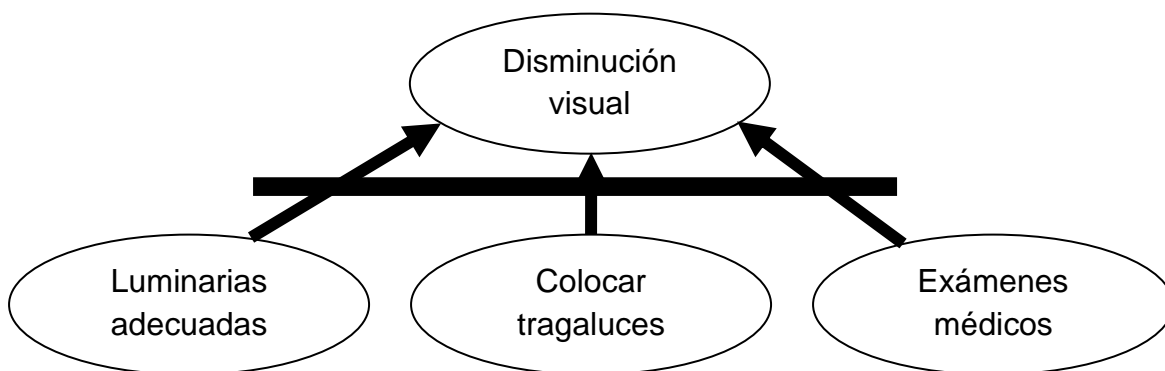 Disminución
visual
Luminarias
adecuadas
Colocar
tragaluces
Exámenes
médicos